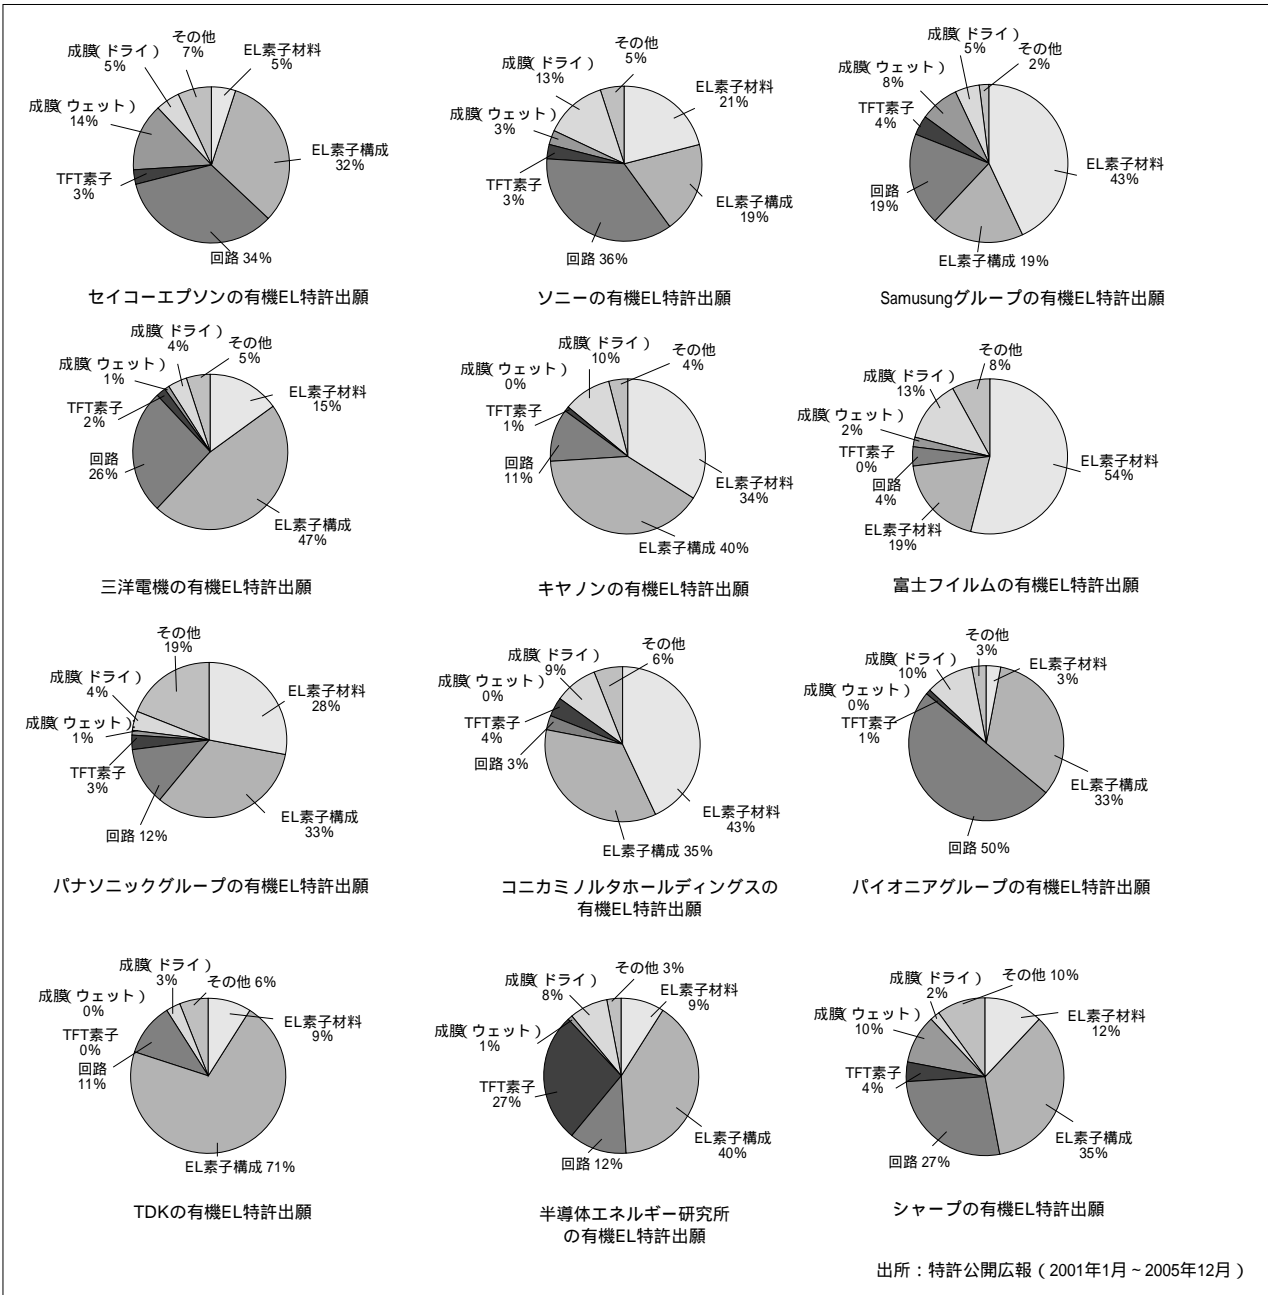 成膜(ドライ)
5%
その他
7%
EL素子材料
5%
成膜(ウェット)
14%
EL素子構成
32%
TFT素子
3%
回路 34%
セイコーエプソンの有機EL特許出願
成膜(ドライ)
13%
その他
5%
EL素子材料
21%
成膜(ウェット)
3%
TFT素子
3%
EL素子構成
19%
回路 36%
ソニーの有機EL特許出願
成膜(ドライ)
5%
その他
2%
成膜(ウェット)
8%
TFT素子
4%
EL素子材料
43%
回路
19%
EL素子構成 19%
Samusungグループの有機EL特許出願
成膜(ドライ)
4%
その他
5%
成膜(ウェット)
1%
EL素子材料
15%
TFT素子
2%
回路
26%
EL素子構成
47%
三洋電機の有機EL特許出願
成膜(ドライ)
10%
その他
4%
成膜(ウェット)
0%
TFT素子
1%
回路
11%
EL素子材料
34%
EL素子構成 40%
キヤノンの有機EL特許出願
その他
8%
成膜(ドライ)
13%
成膜(ウェット)
2%
TFT素子
0%
EL素子材料
54%
回路
4%
EL素子材料
19%
富士フイルムの有機EL特許出願
その他
19%
成膜(ドライ)
4%
EL素子材料
28%
成膜(ウェット)
1%
TFT素子
3%
EL素子構成
33%
回路 12%
パナソニックグループの有機EL特許出願
その他
6%
成膜(ドライ)
9%
成膜(ウェット)
0%
TFT素子
4%
回路 3%
EL素子材料
43%
EL素子構成 35%
コニカミノルタホールディングスの
有機EL特許出願
その他
3%
成膜(ドライ)
10%
EL素子材料
3%
成膜(ウェット)
0%
TFT素子
1%
EL素子構成
33%
回路 50%
パイオニアグループの有機EL特許出願
成膜(ドライ)
3%
その他 6%
成膜(ウェット)
0%
EL素子材料
9%
TFT素子
0%
回路
11%
EL素子構成 71%
TDKの有機EL特許出願
成膜(ドライ)
8%
その他 3%
EL素子材料
9%
成膜(ウェット)
1%
TFT素子
27%
EL素子構成
40%
回路 12%
半導体エネルギー研究所
の有機EL特許出願
成膜(ドライ)
2%
その他 10%
EL素子材料
12%
成膜(ウェット)
10%
TFT素子
4%
EL素子構成
35%
回路 27%
シャープの有機EL特許出願
出所:特許公開広報(2001年1月~2005年12月)